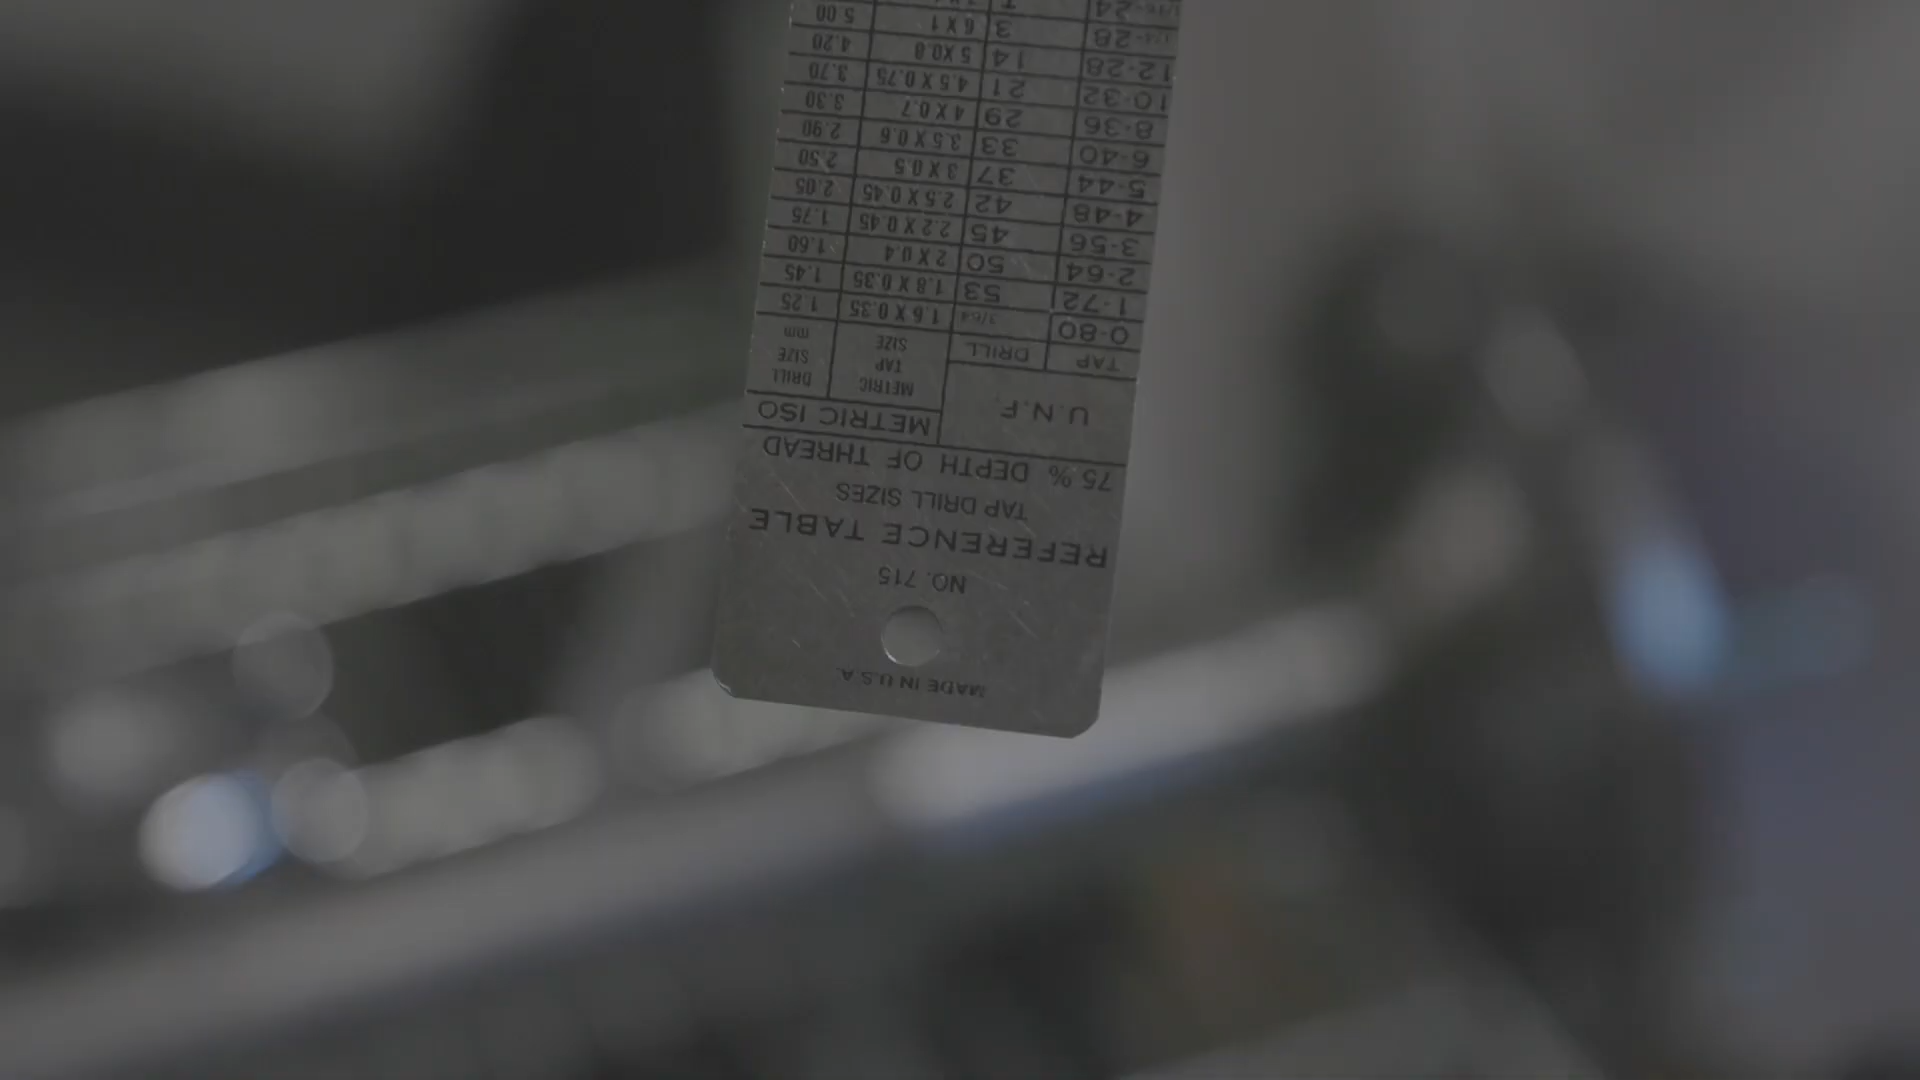 MADE IN U.S.A.
NO. 715
REFERENCE TABLE
TAP DRILL SIZES
75 % DEPTH OF THREAD
U.N.F. METRIC ISO
TAP DRILL METRIC TAP SIZE DRILL SIZE mm
0-80 3/64 1.6 X 0.35 1.25
1-72 53 1.8 X 0.35 1.45
2-64 50 2 X 0.4 1.60
3-56 45 2.2 X 0.45 1.75
4-48 42 2.5 X 0.45 2.05
5-44 37 3 X 0.5 2.50
6-40 33 3.5 X 0.6 2.90
8-36 29 4 X 0.7 3.30
10-32 21 4.5 X 0.75 3.70
12-28 14 5 X 0.8 4.20
1/4-28 3 6 X 1 5.00